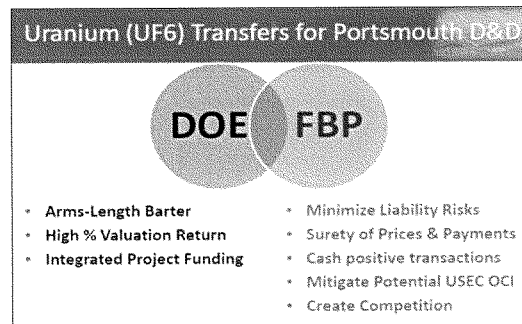 Uranium (UF6) Transfers for Portsmouth D&D
DOE FBP
• Arms-Length Barter
• High % Valuation Return
• Integrated Project Funding
• Minimize Liability Risks
• Surety of Prices & Payments
• Cash positive transactions
• Mitigate Potential USEC OCI
• Create Competition